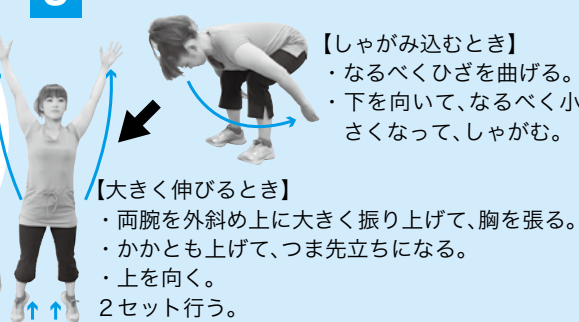 【しゃがみ込むとき】
・なるべくひざを曲げる。
・下を向いて、なるべく小
さくなって、しゃがむ。
【大きく伸びるとき】
・両腕を外斜め上に大きく振り上げて、胸を張る。
・かかとも上げて、つま先立ちになる。
・上を向く。
２セット行う。